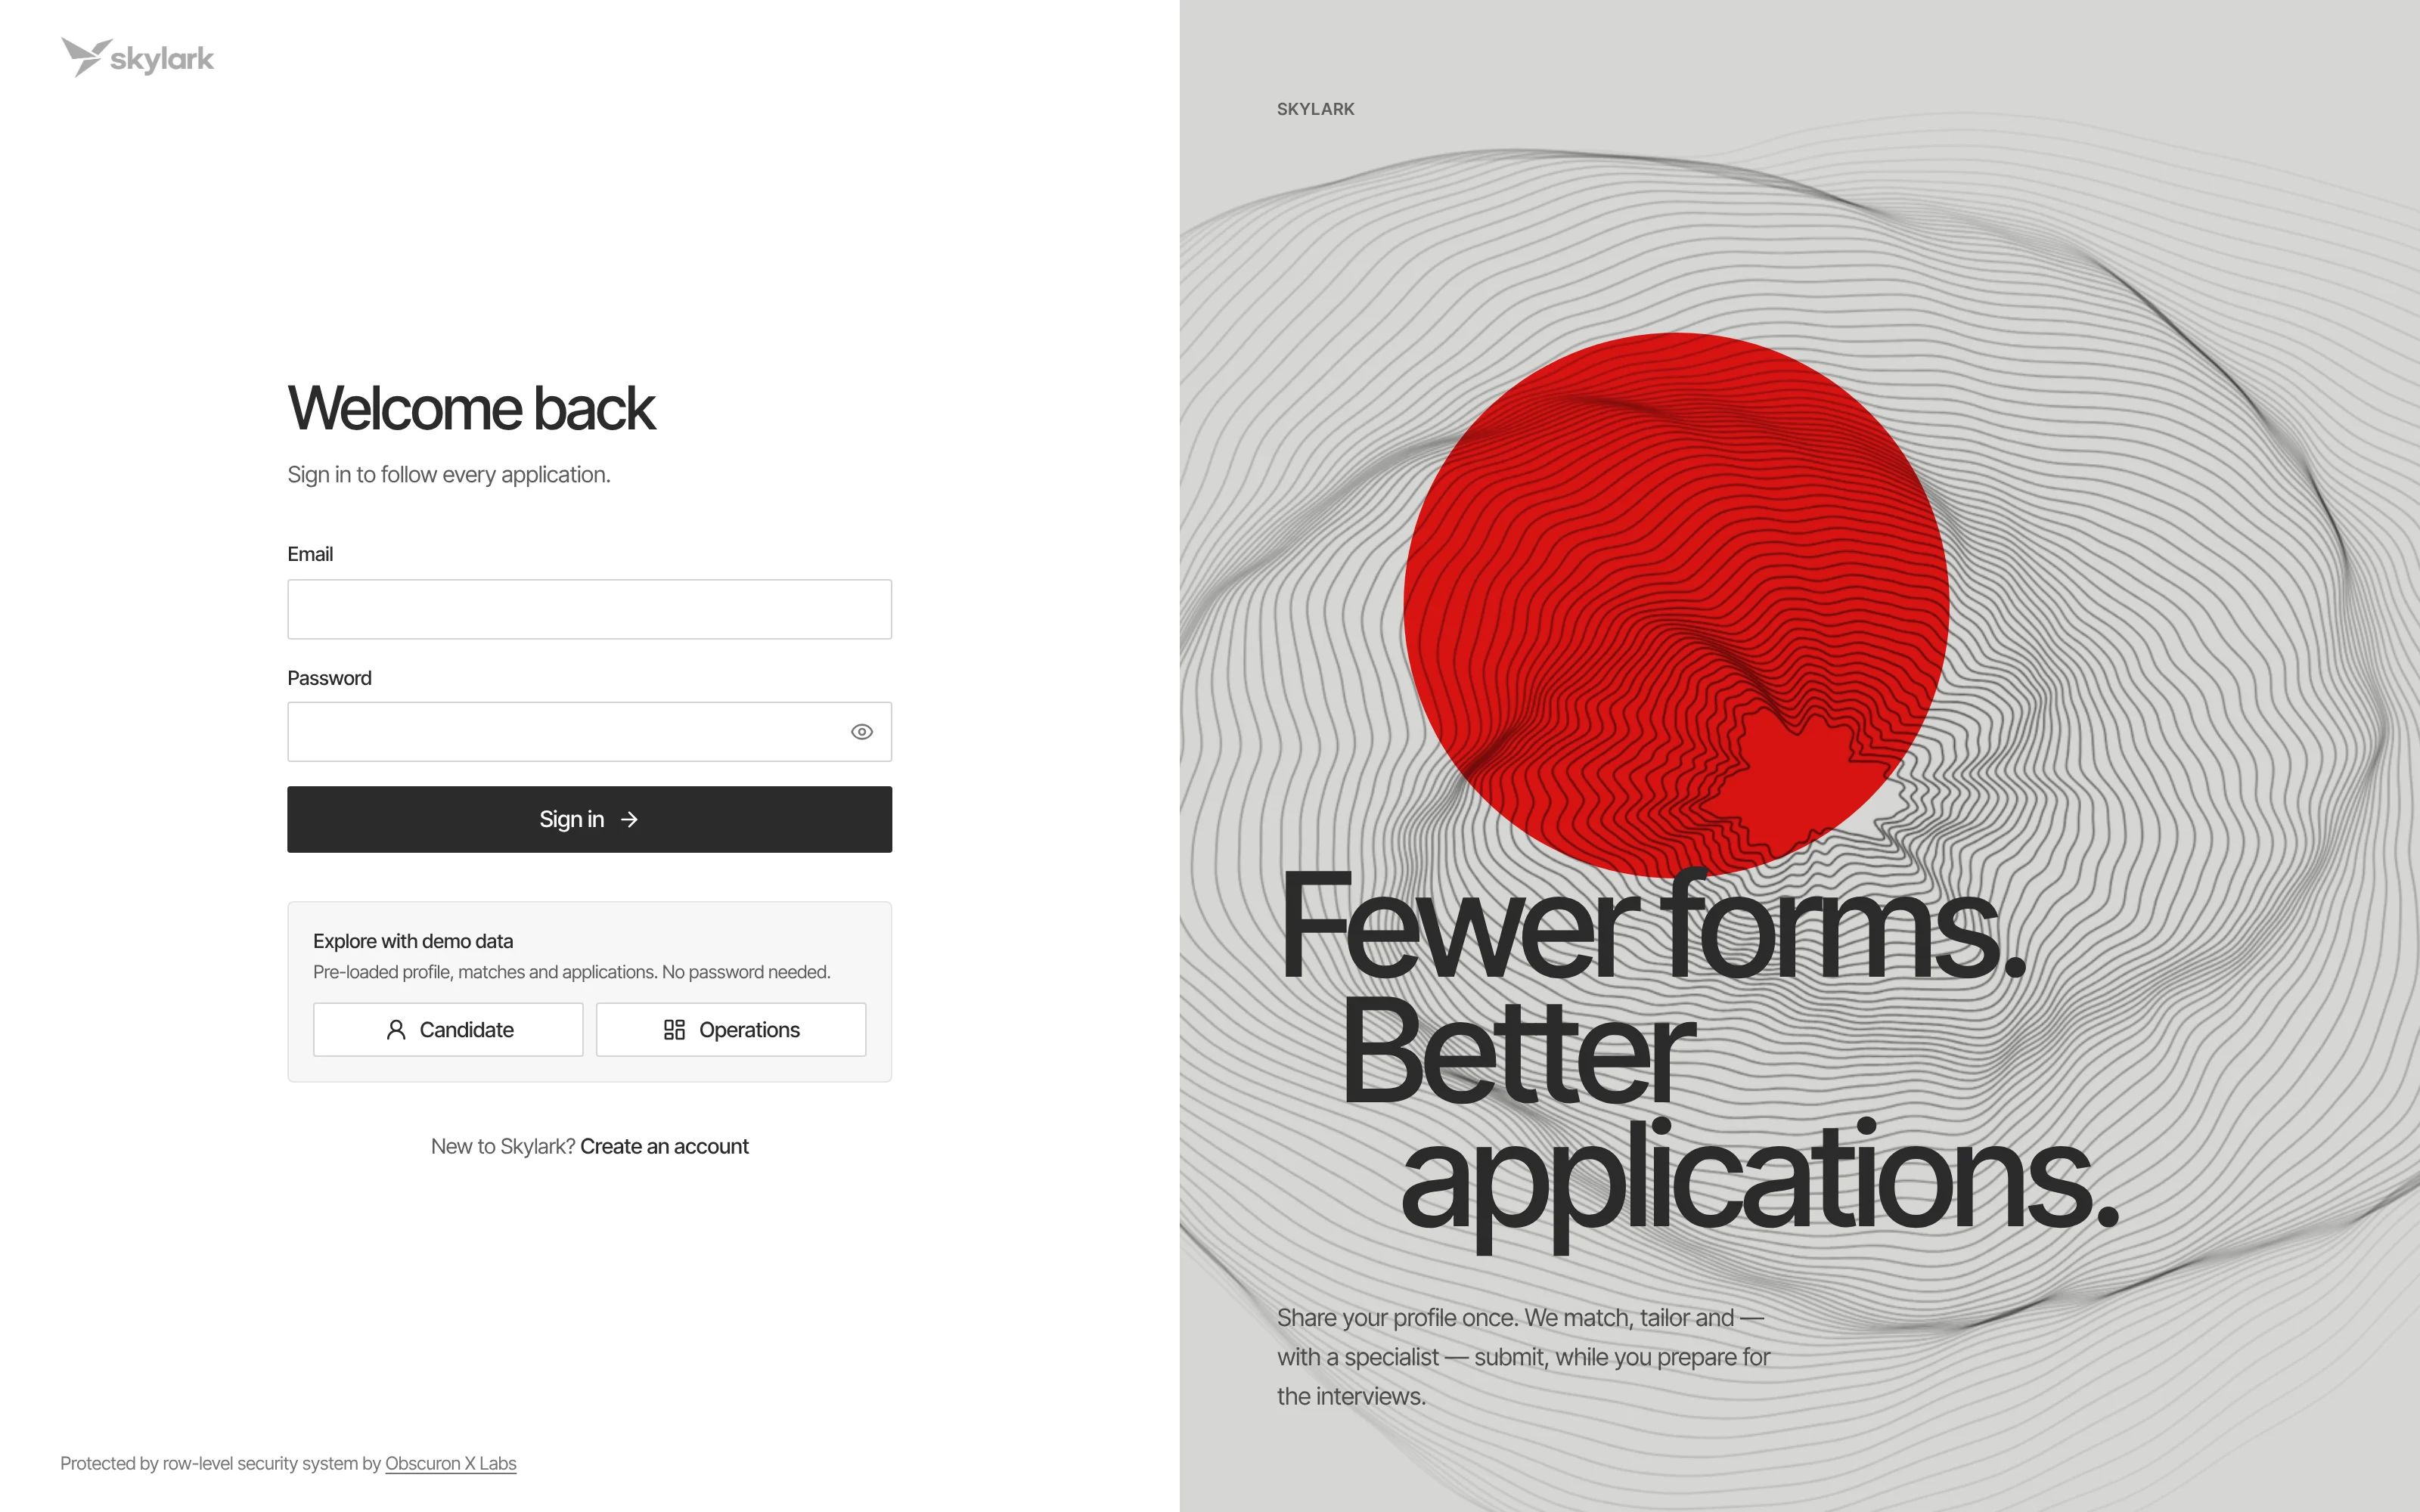 skylark
Welcome back
Sign in to follow every application.
Email
Password
Sign in
Explore with demo data
Pre-loaded profile, matches and applications. No password needed.
Candidate
Operations
New to Skylark? Create an account
Protected by row-level security system by Obscuron X Labs
SKYLARK
Fewer forms.
Better
applications.
Share your profile once. We match, tailor and —
with a specialist — submit, while you prepare for
the interviews.